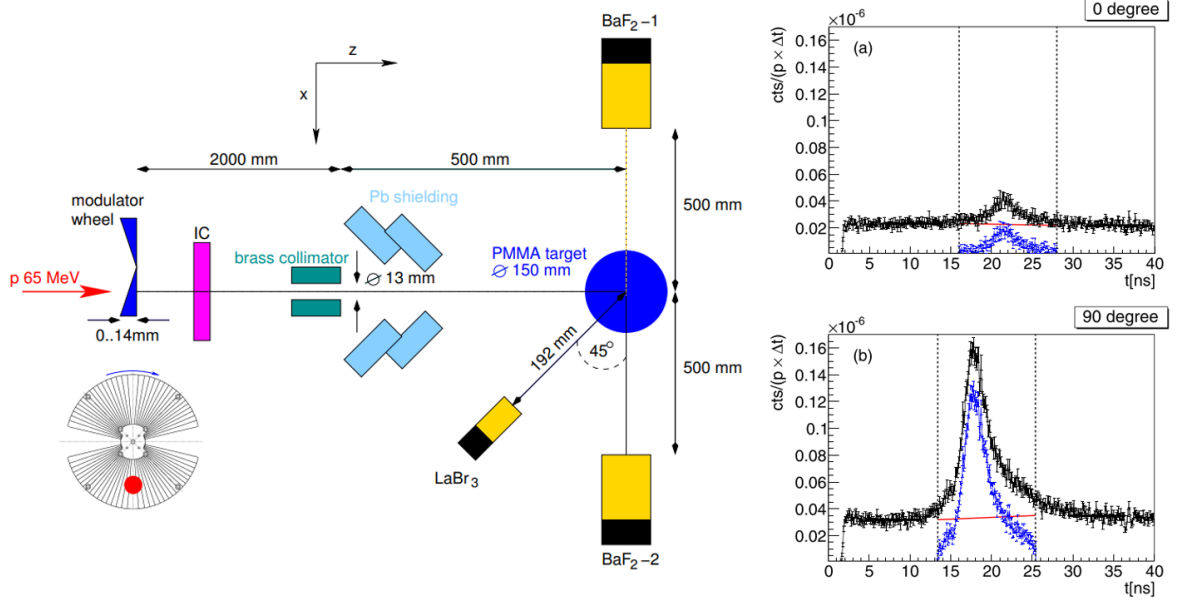 BaF2−1
z
x
2000 mm
500 mm
modulator
wheel
IC
Pb shielding
brass collimator
∅ 13 mm
PMMA target
∅ 150 mm
p 65 MeV
0..14mm
500 mm
192 mm
45°
500 mm
LaBr3
BaF2−2
0 degree
×10^-6
(a)
cts/(p × Δt)
0.16
0.14
0.12
0.1
0.08
0.06
0.04
0.02
0 5 10 15 20 25 30 35 40
t[ns]
90 degree
×10^-6
(b)
cts/(p × Δt)
0.16
0.14
0.12
0.1
0.08
0.06
0.04
0.02
0 5 10 15 20 25 30 35 40
t[ns]